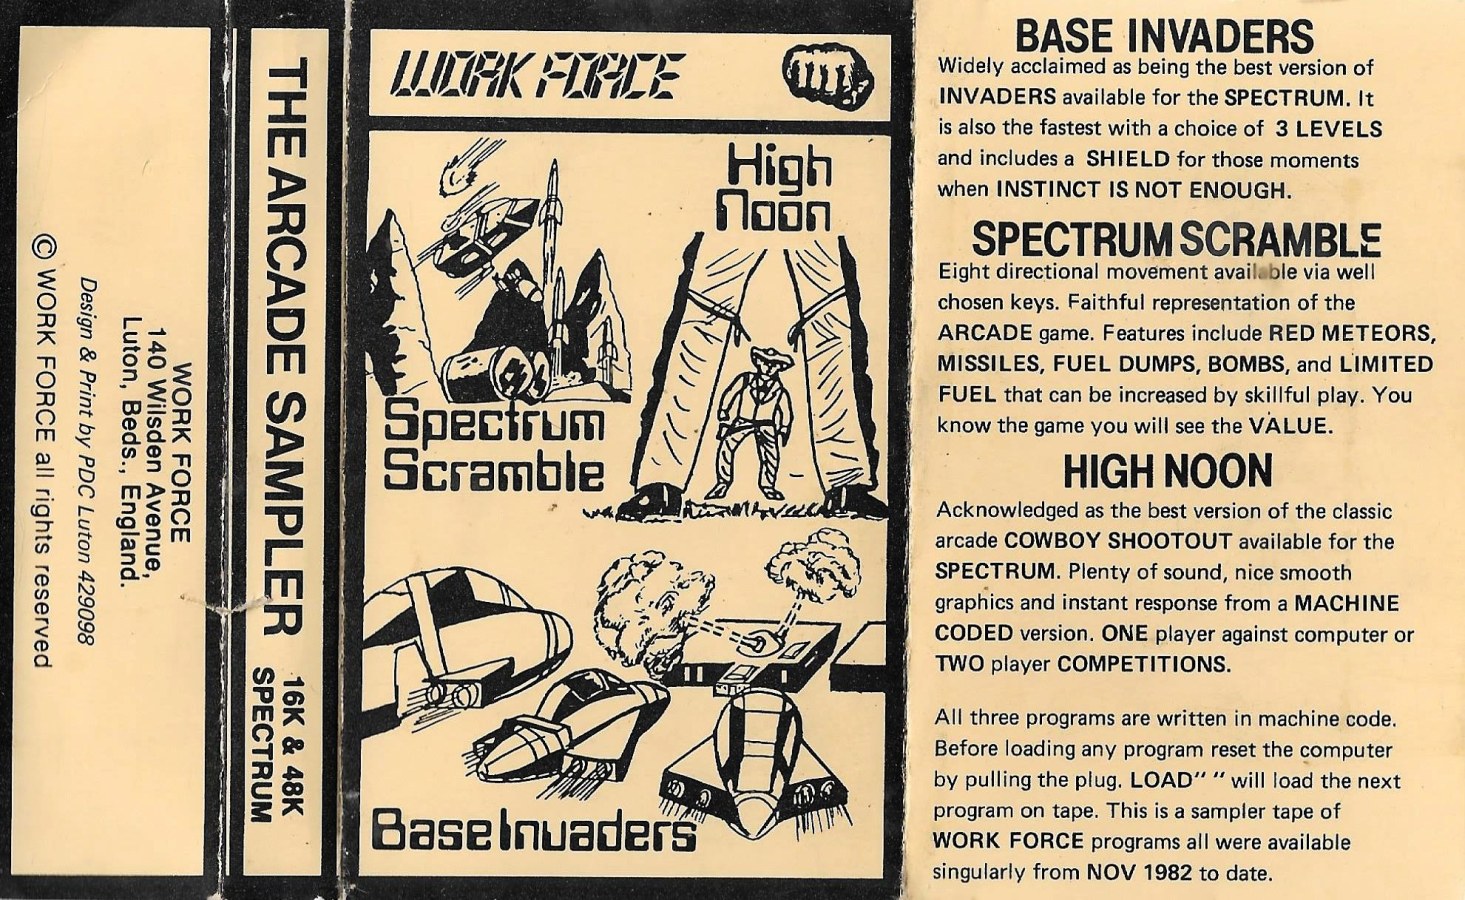 © WORK FORCE all rights reserved
Design & Print by PDC Luton 429098
WORK FORCE
140 Wilsden Avenue,
Luton, Beds., England.
THE ARCADE SAMPLER
16K & 48K
SPECTRUM
WORK FORCE
High
Noon
Spectrum
Scramble
Base Invaders
BASE INVADERS
Widely acclaimed as being the best version of
INVADERS available for the SPECTRUM. It
is also the fastest with a choice of 3 LEVELS
and includes a SHIELD for those moments
when INSTINCT IS NOT ENOUGH.
SPECTRUM SCRAMBLE
Eight directional movement available via well
chosen keys. Faithful representation of the
ARCADE game. Features include RED METEORS,
MISSILES, FUEL DUMPS, BOMBS, and LIMITED
FUEL that can be increased by skillful play. You
know the game you will see the VALUE.
HIGH NOON
Acknowledged as the best version of the classic
arcade COWBOY SHOOTOUT available for the
SPECTRUM. Plenty of sound, nice smooth
graphics and instant response from a MACHINE
CODED version. ONE player against computer or
TWO player COMPETITIONS.
All three programs are written in machine code.
Before loading any program reset the computer
by pulling the plug. LOAD” ” will load the next
program on tape. This is a sampler tape of
WORK FORCE programs all were available
singularly from NOV 1982 to date.